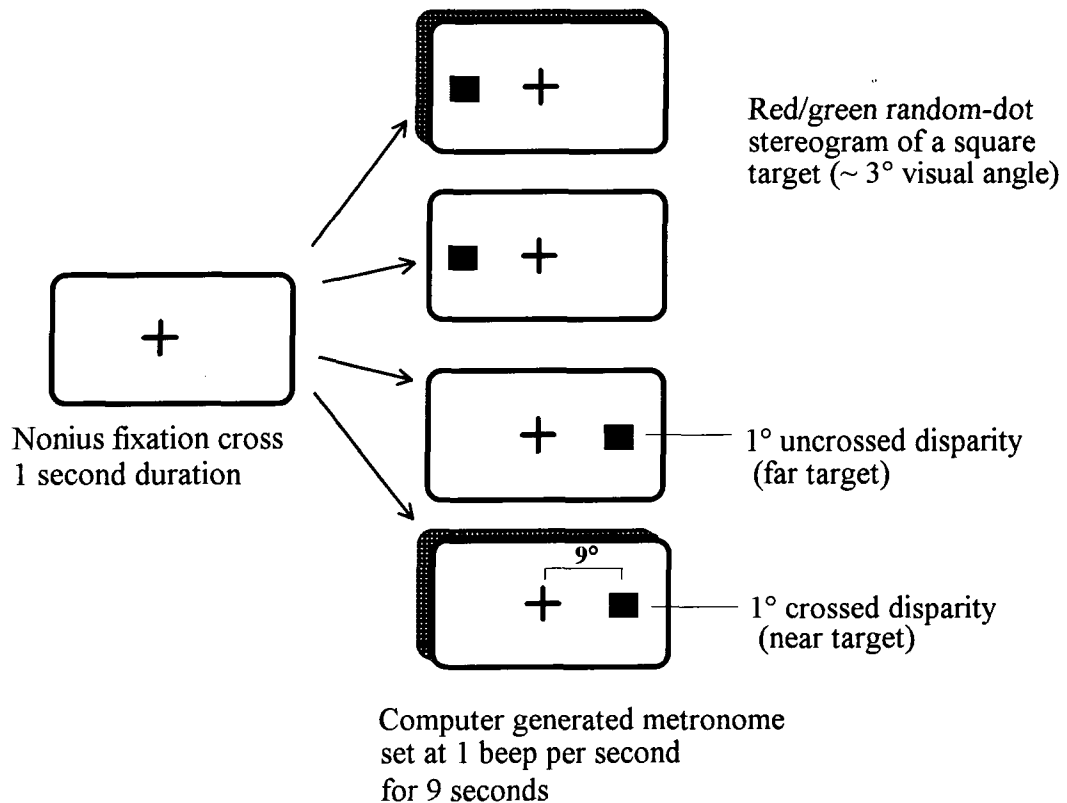 Red/green random-dot
stereogram of a square
target (~ 3° visual angle)
Nonius fixation cross
1 second duration
1° uncrossed disparity
(far target)
9°
1° crossed disparity
(near target)
Computer generated metronome
set at 1 beep per second
for 9 seconds